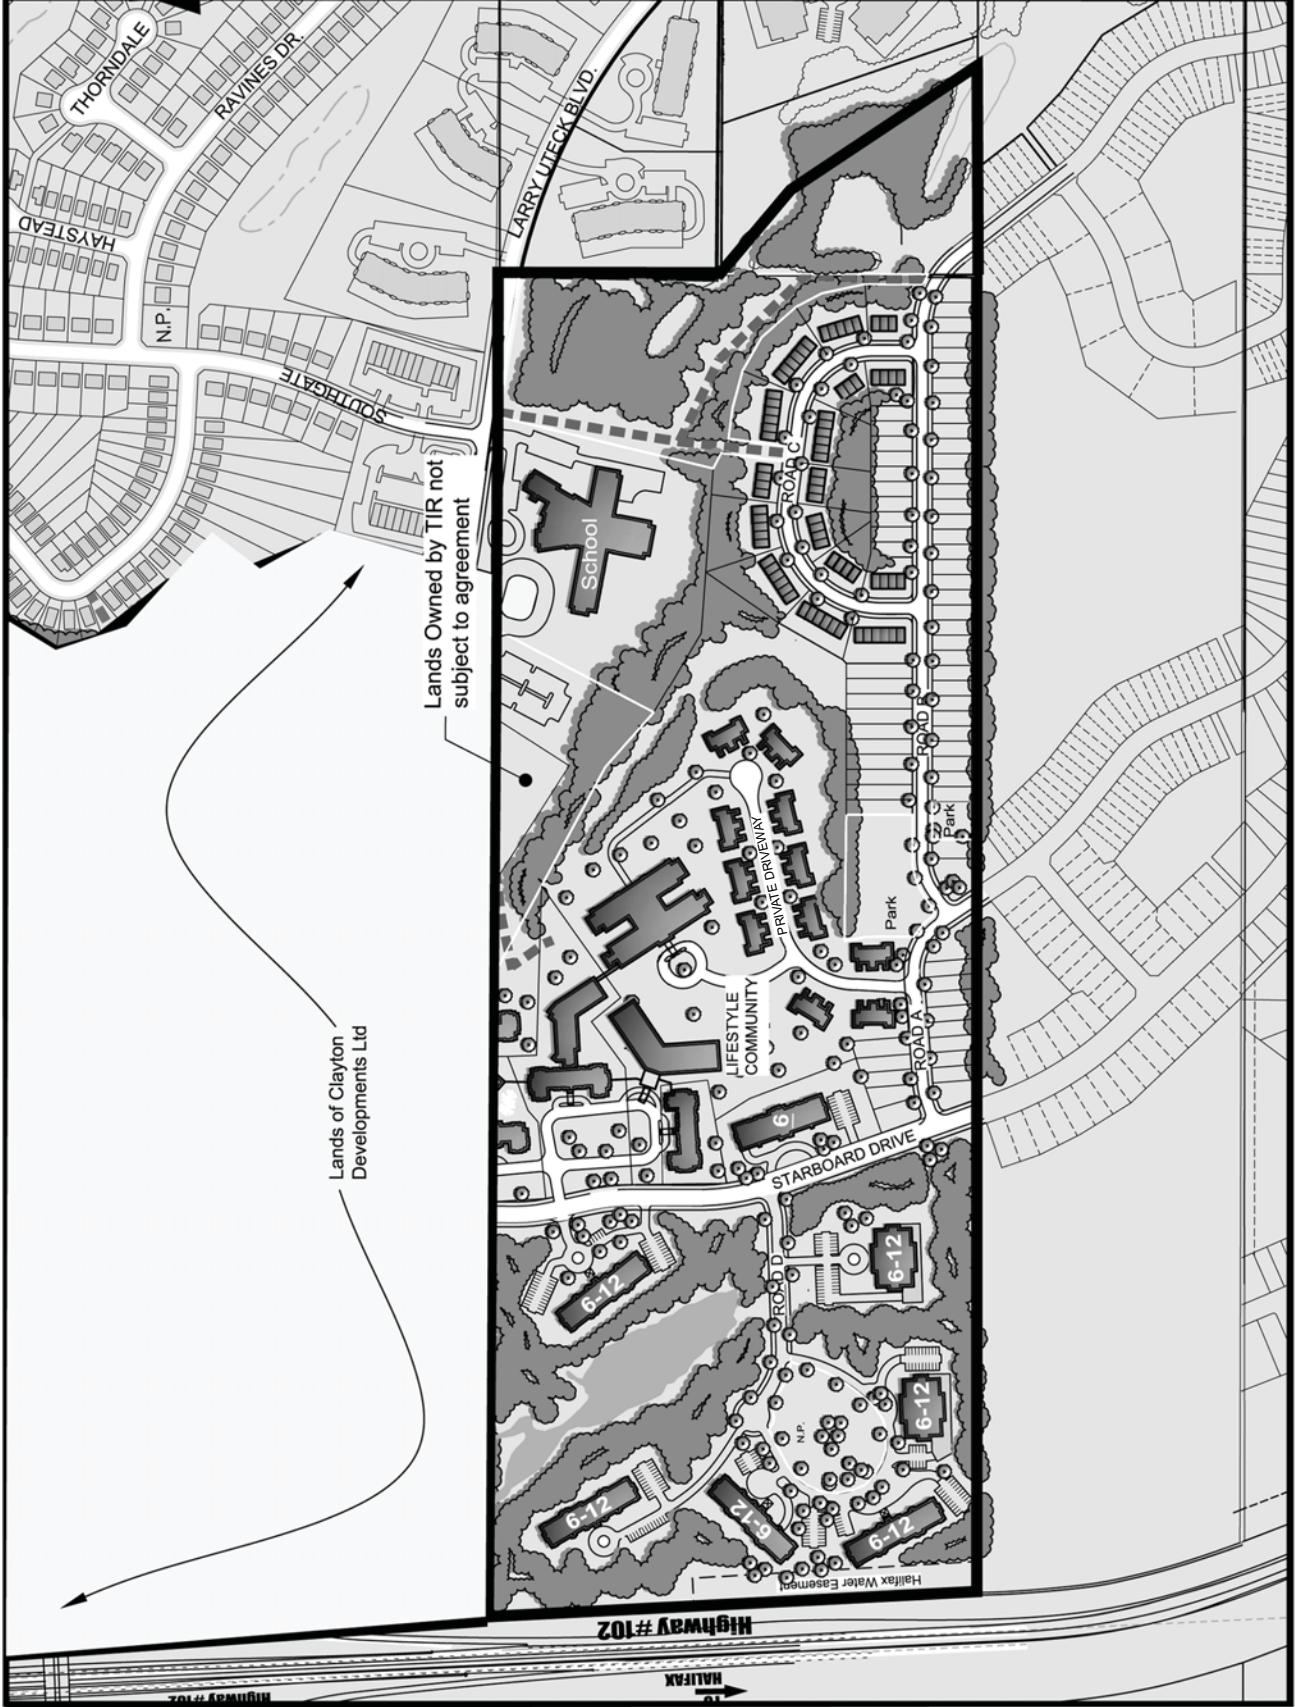 THORNDALE
RAVINES DR.
HAYSTEAD
N.P.
SOUTHGATE
LARRY UTECK BLVD.
Lands Owned by TIR not
subject to agreement
School
ROAD C
ROAD
Park
Park
PRIVATE DRIVEWAY
LIFESTYLE
COMMUNITY
ROAD A
Lands of Clayton
Developments Ltd
6
STARBOARD DRIVE
ROAD D
6-12
6-12
6-12
N.P.
6-12
6-12
6-12
Halifax Water Easement
Highway #102
Highway #102
TO
HALIFAX